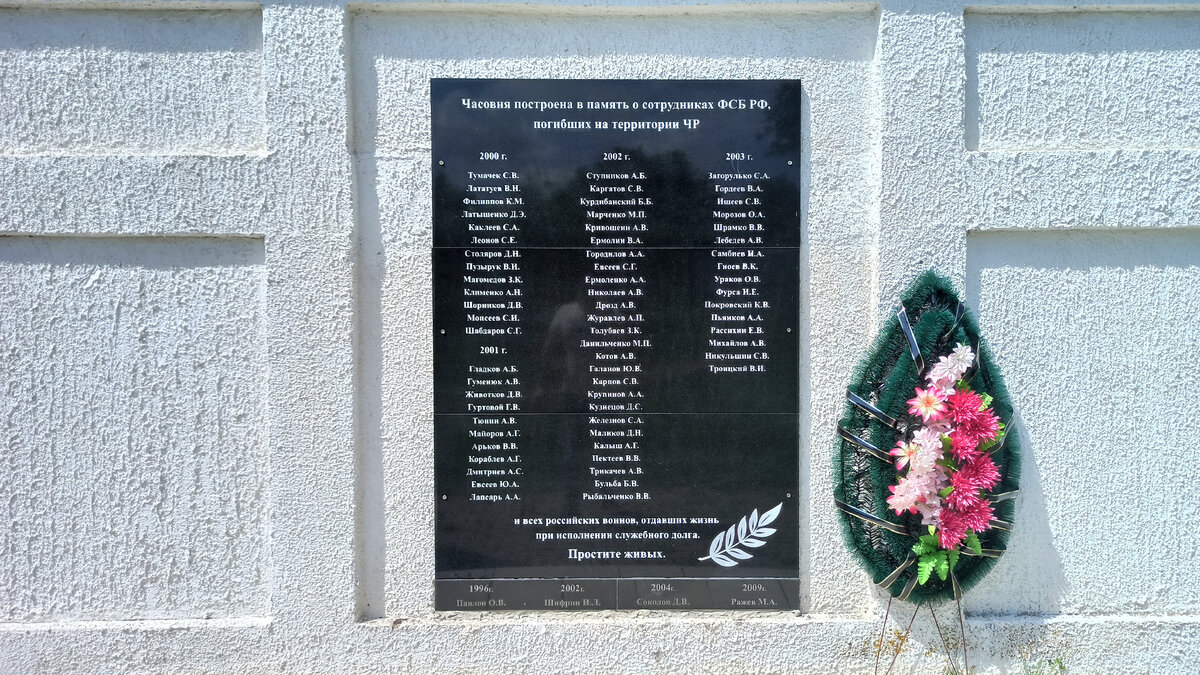 Часовня построена в память о сотрудниках ФСБ РФ,
погибших на территории ЧР
2000 г.
Тумачек С.В.
Лататуев В.Н.
Филиппов К.М.
Латышенко Д.Э.
Каклеев С.А.
Леонов С.Е.
Столяров Д.Н.
Пузырук В.И.
Магомедов З.К.
Клименко А.Н.
Шоринков Д.В.
Моисеев С.И.
Шабдаров С.Г.
2001 г.
Гладков А.Б.
Гуменюк А.В.
Животков Д.В.
Гуртовой Г.В.
Тюнин А.В.
Майоров А.Г.
Арьков В.В.
Кораблев А.Г.
Дмитриев А.С.
Евсеев Ю.А.
Лапсарь А.А.
2002 г.
Ступников А.Б.
Каргатов С.В.
Курдибанский Б.Б.
Марченко М.П.
Кривошеин А.В.
Ермолин В.А.
Городилов А.А.
Евсеев С.Г.
Ермоленко А.А.
Николаев А.В.
Дрозд А.В.
Журавлев А.П.
Толубаев З.К.
Данильченко М.П.
Котов А.В.
Галанов Ю.В.
Карпов С.В.
Крупинов А.А.
Кузнецов Д.С.
Железнов С.А.
Маликов Д.Н.
Калыш А.Г.
Пектеев В.В.
Трикачев А.В.
Бульба Б.В.
Рыбальченко В.В.
2003 г.
Загорулько С.А.
Гордеев В.А.
Ишеев С.В.
Морозов О.А.
Шрамко В.В.
Лебедев А.В.
Самбиев И.А.
Гноев В.К.
Ураков О.В.
Фурса И.Е.
Покровский К.В.
Пьянков А.А.
Рассихин Е.В.
Михайлов А.В.
Никульшин С.В.
Троицкий В.И.
и всех российских воинов, отдавших жизнь
при исполнении служебного долга.
Простите живых.
1996г. 2002г. 2004г. 2009г.
Павлов О.В. Шифрин И.Л. Соколов Д.В. Ражев М.А.